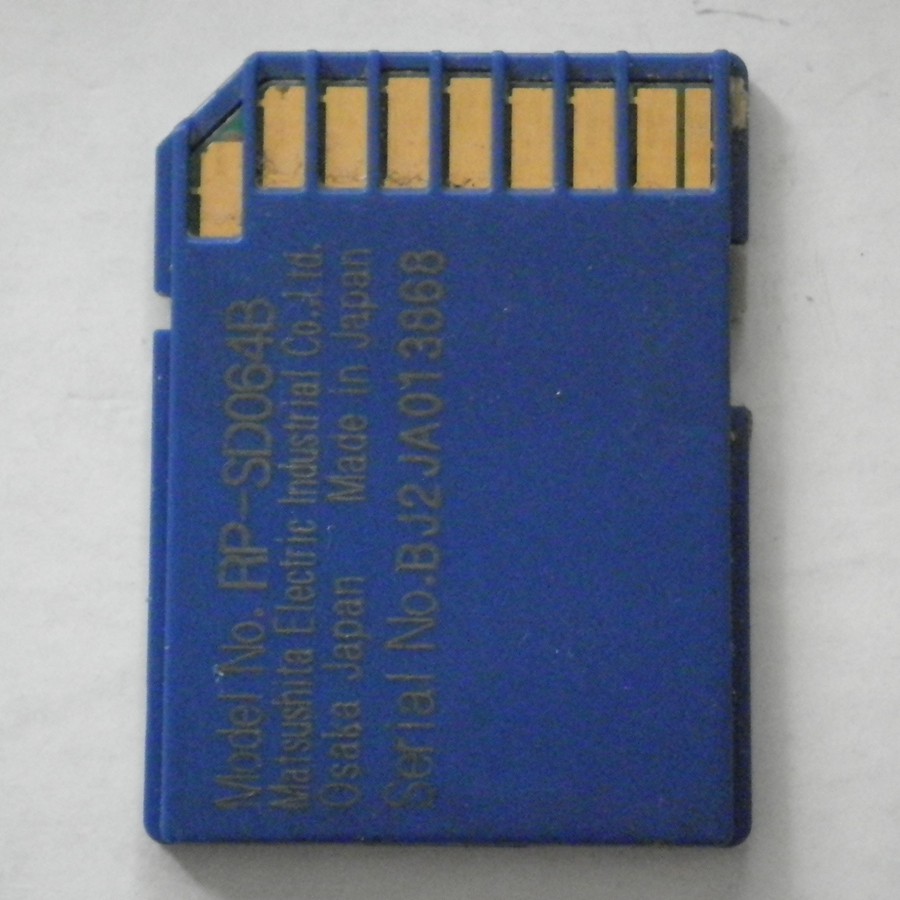 Model No. RP-SD064B
Matsushita Electric Industrial Co.,Ltd.
Osaka Japan Made in Japan
Serial No.BJ2JA013868